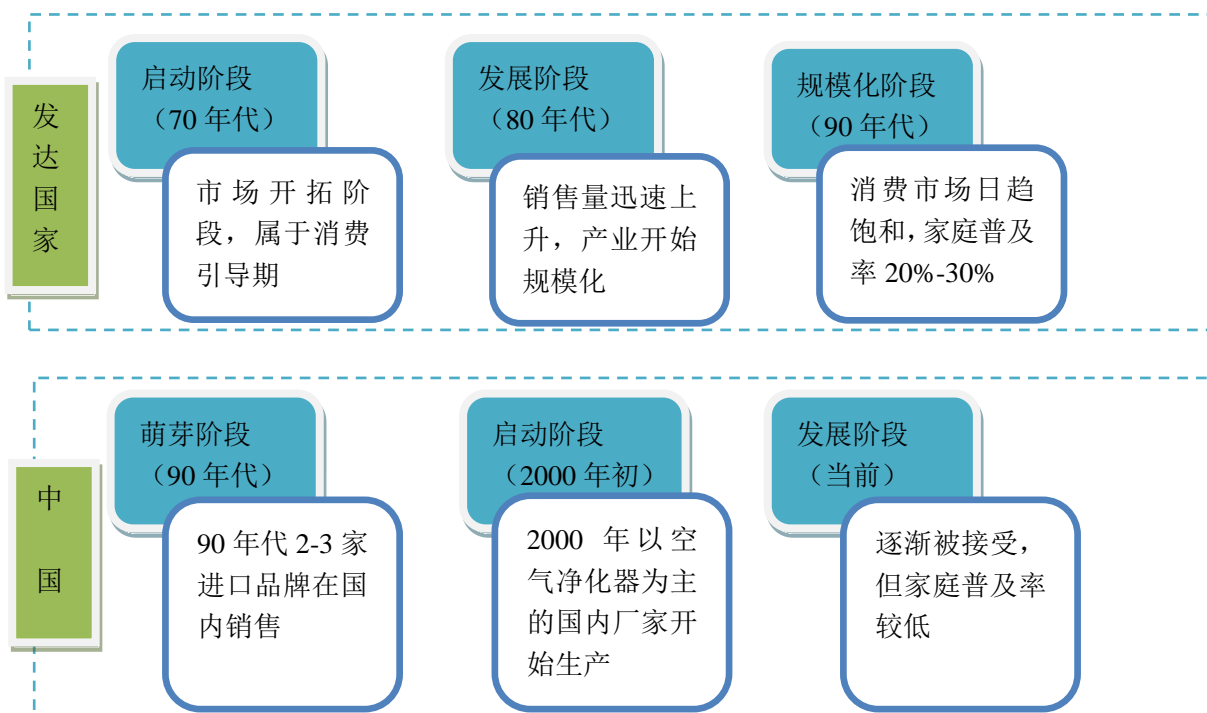 发达国家
启动阶段
（70 年代）
市场开拓阶
段，属于消费
引导期
发展阶段
（80 年代）
销售量迅速上
升，产业开始
规模化
规模化阶段
（90 年代）
消费市场日趋
饱和，家庭普及
率 20%-30%
中国
萌芽阶段
（90 年代）
90 年代 2-3 家
进口品牌在国
内销售
启动阶段
（2000 年初）
2000 年以空
气净化器为主
的国内厂家开
始生产
发展阶段
（当前）
逐渐被接受，
但家庭普及率
较低